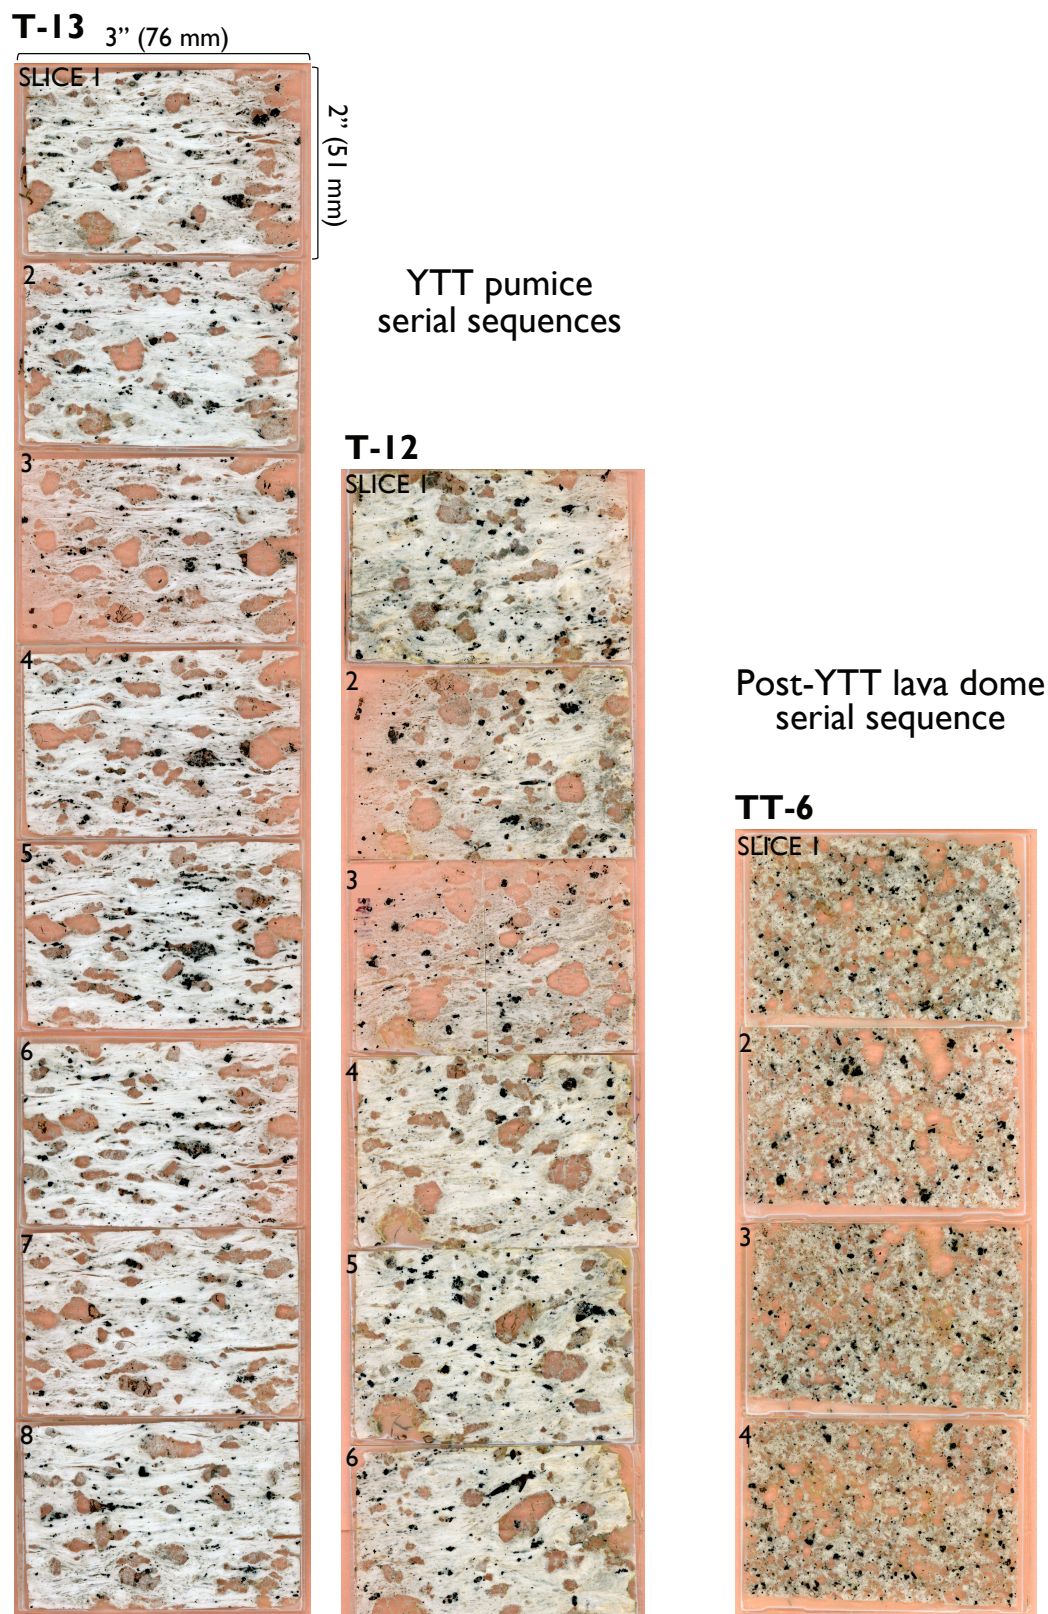 T-13
3” (76 mm)
SLICE 1
2” (51 mm)
2
3
4
5
6
7
8
YTT pumice
serial sequences
T-12
SLICE 1
2
3
4
5
6
Post-YTT lava dome
serial sequence
TT-6
SLICE 1
2
3
4